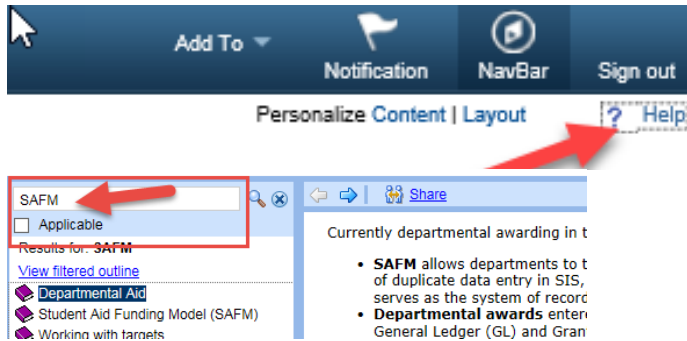 Add To
Notification
NavBar
Sign out
Personalize Content | Layout
? Help
SAFM
Share
Applicable
Results for: SAFM
View filtered outline
Departmental Aid
Student Aid Funding Model (SAFM)
Working with targets
Currently departmental awarding in t
• SAFM allows departments to t
of duplicate data entry in SIS,
serves as the system of record
• Departmental awards enter
General Ledger (GL) and Gran